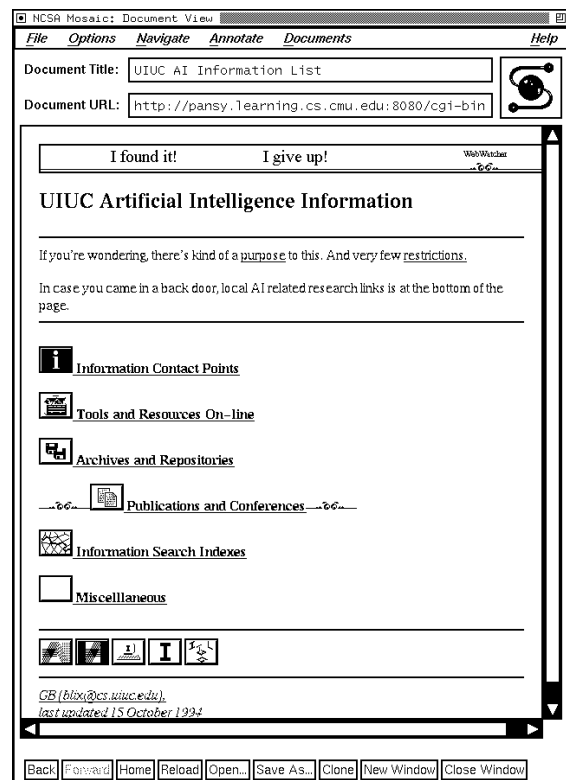 NCSA Mosaic: Document View
File Options Navigate Annotate Documents Help
Document Title: UIUC AI Information List
Document URL: http://pansy.learning.cs.cmu.edu:8080/cgi-bin
I found it! I give up! WebWatcher
UIUC Artificial Intelligence Information
If you're wondering, there's kind of a purpose to this. And very few restrictions.
In case you came in a back door, local AI related research links is at the bottom of the
page.
i Information Contact Points
Tools and Resources On-line
Archives and Repositories
Publications and Conferences
Information Search Indexes
Miscelllaneous
I
GB (blix@cs.uiuc.edu),
last updated 15 October 1994
Back Forward Home Reload Open... Save As... Clone New Window Close Window